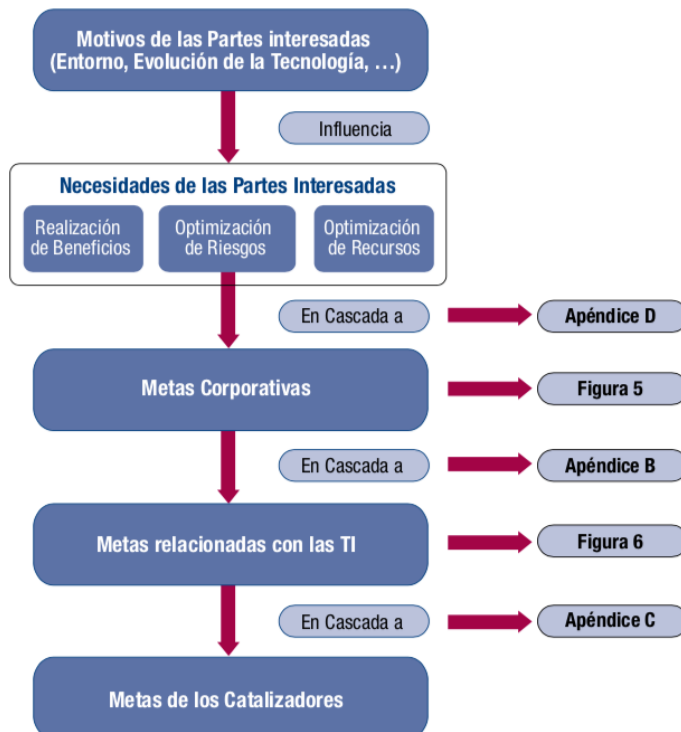 Motivos de las Partes interesadas
(Entorno, Evolución de la Tecnología, …)
Influencia
Necesidades de las Partes Interesadas
Realización
de Beneficios
Optimización
de Riesgos
Optimización
de Recursos
En Cascada a
Apéndice D
Metas Corporativas
Figura 5
En Cascada a
Apéndice B
Metas relacionadas con las TI
Figura 6
En Cascada a
Apéndice C
Metas de los Catalizadores